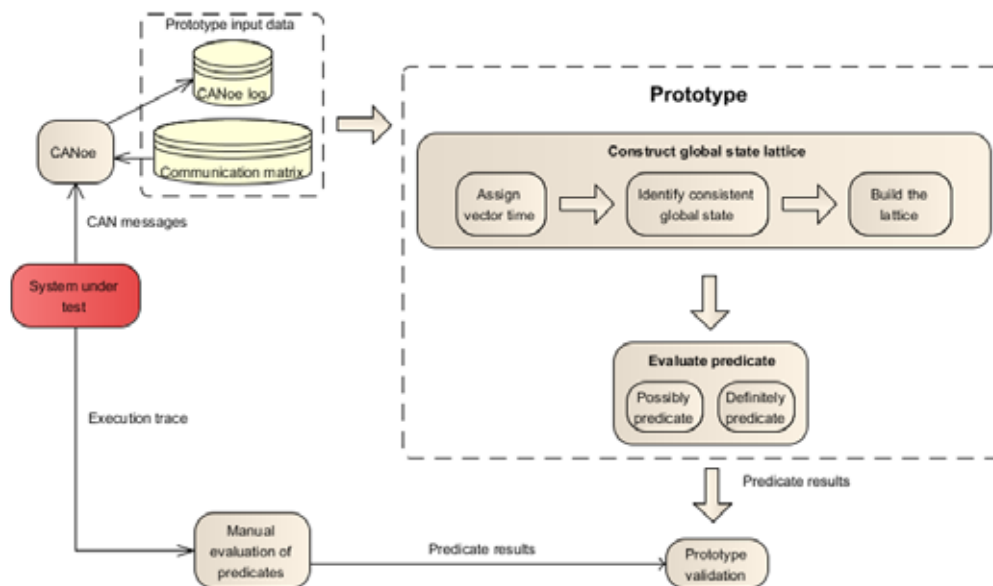 Prototype input data
CANoe log
Communication matrix
CANoe
CAN messages
System under
test
Execution trace
Manual
evaluation of
predicates
Predicate results
Prototype
Construct global state lattice
Assign
vector time
Identify consistent
global state
Build the
lattice
Evaluate predicate
Possibly
predicate
Definitely
predicate
Predicate results
Prototype
validation